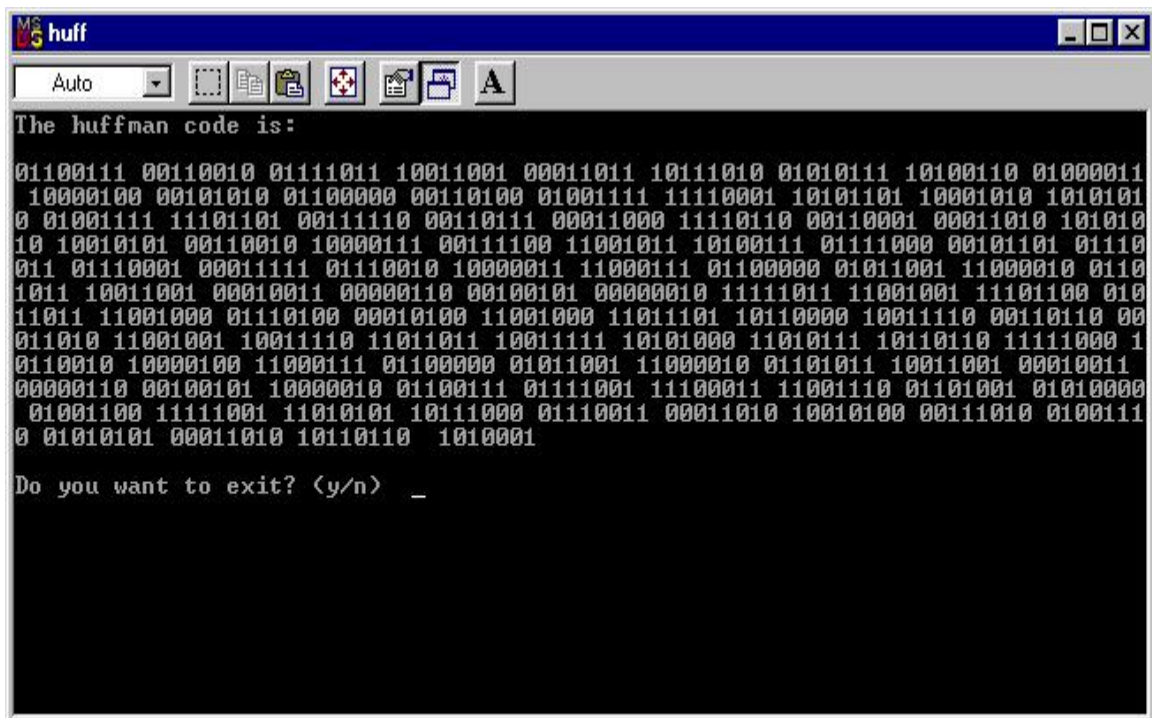 huff
Auto
A
The huffman code is:
01100111 00110010 01111011 10011001 00011011 10111010 01010111 10100110 01000011
10000100 00101010 01100000 00110100 01001111 11110001 10101101 10001010 1010101
0 01001111 11101101 00111110 00110111 00011000 11110110 00110001 00011010 101010
10 10010101 00110010 10000111 00111100 11001011 10100111 01111000 00101101 01110
011 01110001 00011111 01110010 10000011 11000111 01100000 01011001 11000010 0110
1011 10011001 00010011 00000110 00100101 00000010 11111011 11001001 11101100 010
11011 11001000 01110100 00010100 11001000 11011101 10110000 10011110 00110110 00
011010 11001001 10011110 11011011 10011111 10101000 11010111 10110110 11111000 1
0110010 10000100 11000111 01100000 01011001 11000010 01101011 10011001 00010011
00000110 00100101 10000010 01100111 01111001 11100011 11001110 01101001 01010000
01001100 11111001 11010101 10111000 01110011 00011010 10010100 00111010 0100111
0 01010101 00011010 10110110 1010001
Do you want to exit? (y/n) _